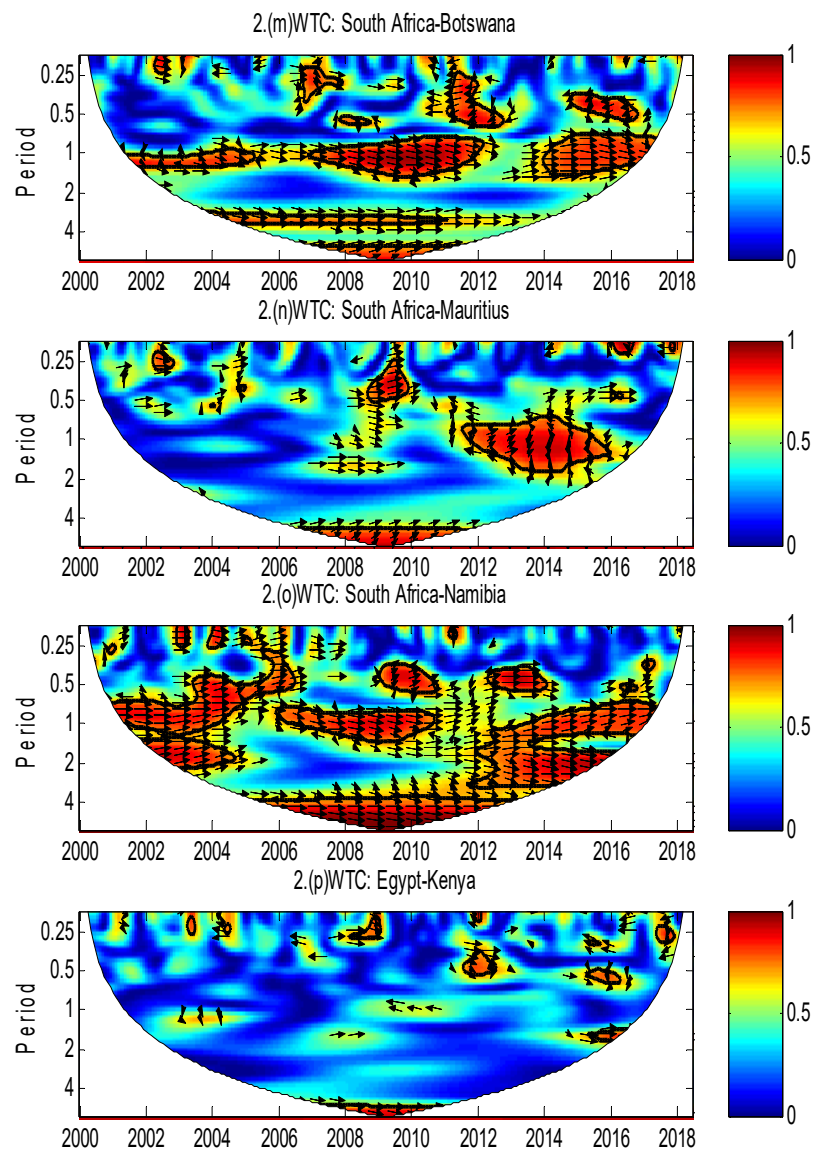 2.(m)WTC: South Africa-Botswana
Period
0.25
0.5
1
2
4
2000 2002 2004 2006 2008 2010 2012 2014 2016 2018
1
0.5
0
2.(n)WTC: South Africa-Mauritius
Period
0.25
0.5
1
2
4
2000 2002 2004 2006 2008 2010 2012 2014 2016 2018
1
0.5
0
2.(o)WTC: South Africa-Namibia
Period
0.25
0.5
1
2
4
2000 2002 2004 2006 2008 2010 2012 2014 2016 2018
1
0.5
0
2.(p)WTC: Egypt-Kenya
Period
0.25
0.5
1
2
4
2000 2002 2004 2006 2008 2010 2012 2014 2016 2018
1
0.5
0